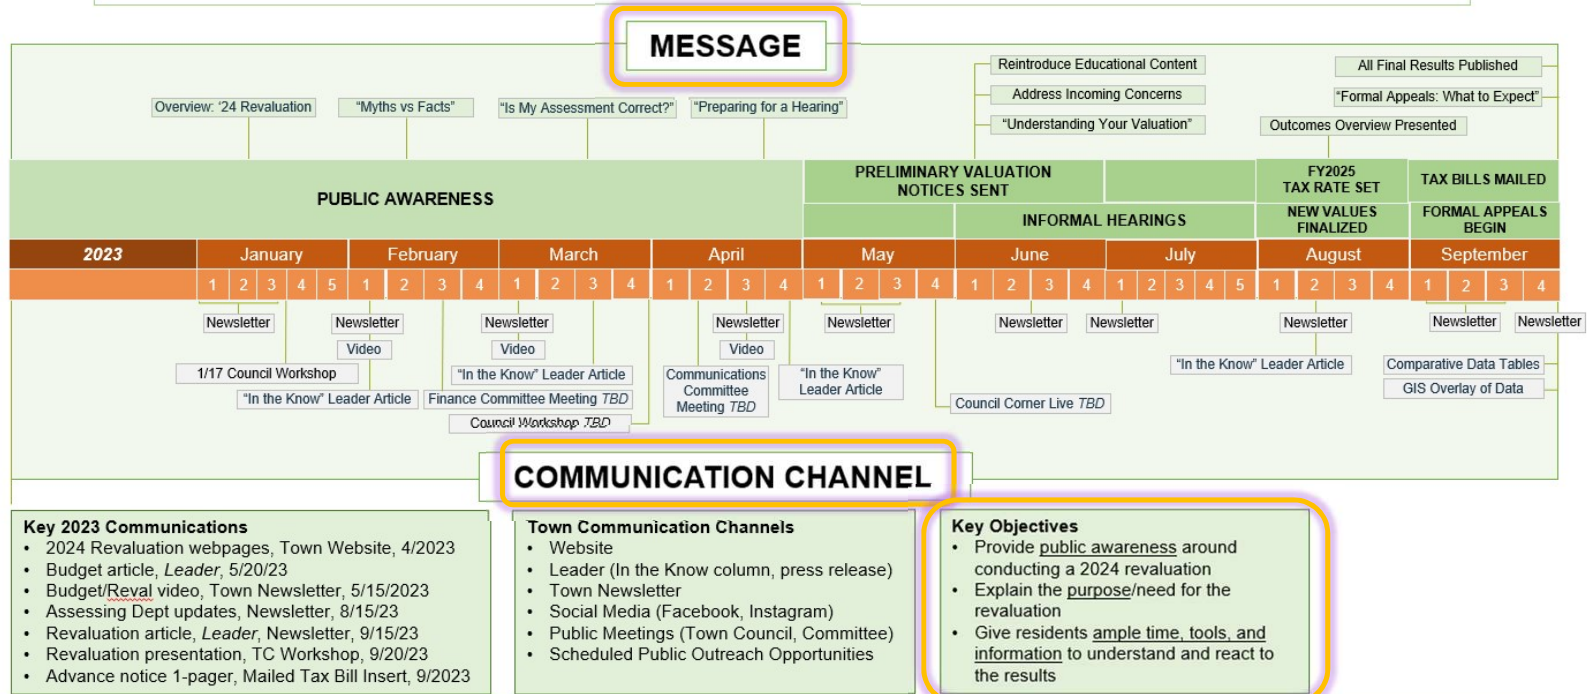 MESSAGE
Reintroduce Educational Content
All Final Results Published
Address Incoming Concerns
“Formal Appeals: What to Expect”
Overview: ‘24 Revaluation
“Myths vs Facts”
“Is My Assessment Correct?”
“Preparing for a Hearing”
“Understanding Your Valuation”
Outcomes Overview Presented
PUBLIC AWARENESS
PRELIMINARY VALUATION
NOTICES SENT
FY2025
TAX RATE SET
TAX BILLS MAILED
INFORMAL HEARINGS
NEW VALUES
FINALIZED
FORMAL APPEALS
BEGIN
2023 January February March April May June July August September
1 2 3 4 5 1 2 3 4 1 2 3 4 1 2 3 4 1 2 3 4 1 2 3 4 1 2 3 4 5 1 2 3 4 1 2 3 4
Newsletter Newsletter Newsletter Newsletter Newsletter Newsletter Newsletter Newsletter Newsletter Newsletter
Video Video Video
1/17 Council Workshop
“In the Know” Leader Article
“In the Know” Leader Article
Finance Committee Meeting TBD
Council Workshop TBD
Communications
Committee
Meeting TBD
“In the Know”
Leader Article
Council Corner Live TBD
“In the Know” Leader Article
Comparative Data Tables
GIS Overlay of Data
COMMUNICATION CHANNEL
Key 2023 Communications
• 2024 Revaluation webpages, Town Website, 4/2023
• Budget article, Leader, 5/20/23
• Budget/Reval video, Town Newsletter, 5/15/2023
• Assessing Dept updates, Newsletter, 8/15/23
• Revaluation article, Leader, Newsletter, 9/15/23
• Revaluation presentation, TC Workshop, 9/20/23
• Advance notice 1-pager, Mailed Tax Bill Insert, 9/2023
Town Communication Channels
• Website
• Leader (In the Know column, press release)
• Town Newsletter
• Social Media (Facebook, Instagram)
• Public Meetings (Town Council, Committee)
• Scheduled Public Outreach Opportunities
Key Objectives
• Provide public awareness around
conducting a 2024 revaluation
• Explain the purpose/need for the
revaluation
• Give residents ample time, tools, and
information to understand and react to
the results